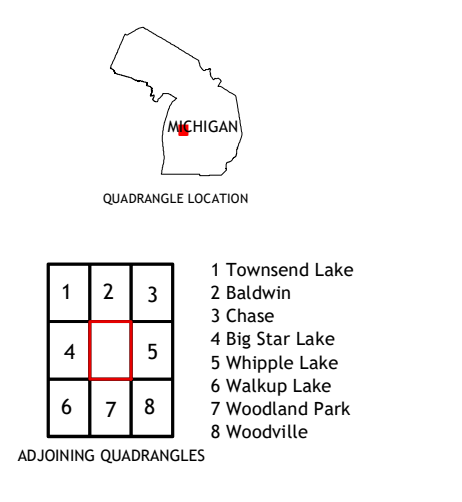 MICHIGAN
QUADRANGLE LOCATION
1 2 3
4 5
6 7 8
ADJOINING QUADRANGLES
1 Townsend Lake
2 Baldwin
3 Chase
4 Big Star Lake
5 Whipple Lake
6 Walkup Lake
7 Woodland Park
8 Woodville